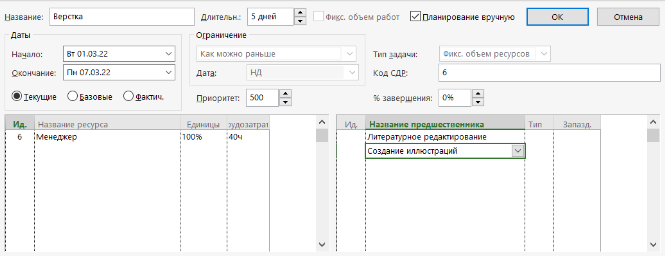 Название: Верстка Длительн.: 5 дней Фикс. объем работ Планирование вручную ОК Отмена
Даты Ограничение
Начало: Вт 01.03.22 Как можно раньше Тип задачи: Фикс. объем ресурсов
Окончание: Пн 07.03.22 Дата: НД Код СДР: 6
Текущие Базовые Фактич. Приоритет: 500 % завершения: 0%
Ид. Название ресурса Единицы рудозатрат Ид. Название предшественника Тип Запазд.
6 Менеджер 100% 40ч Литературное редактирование
Создание иллюстраций